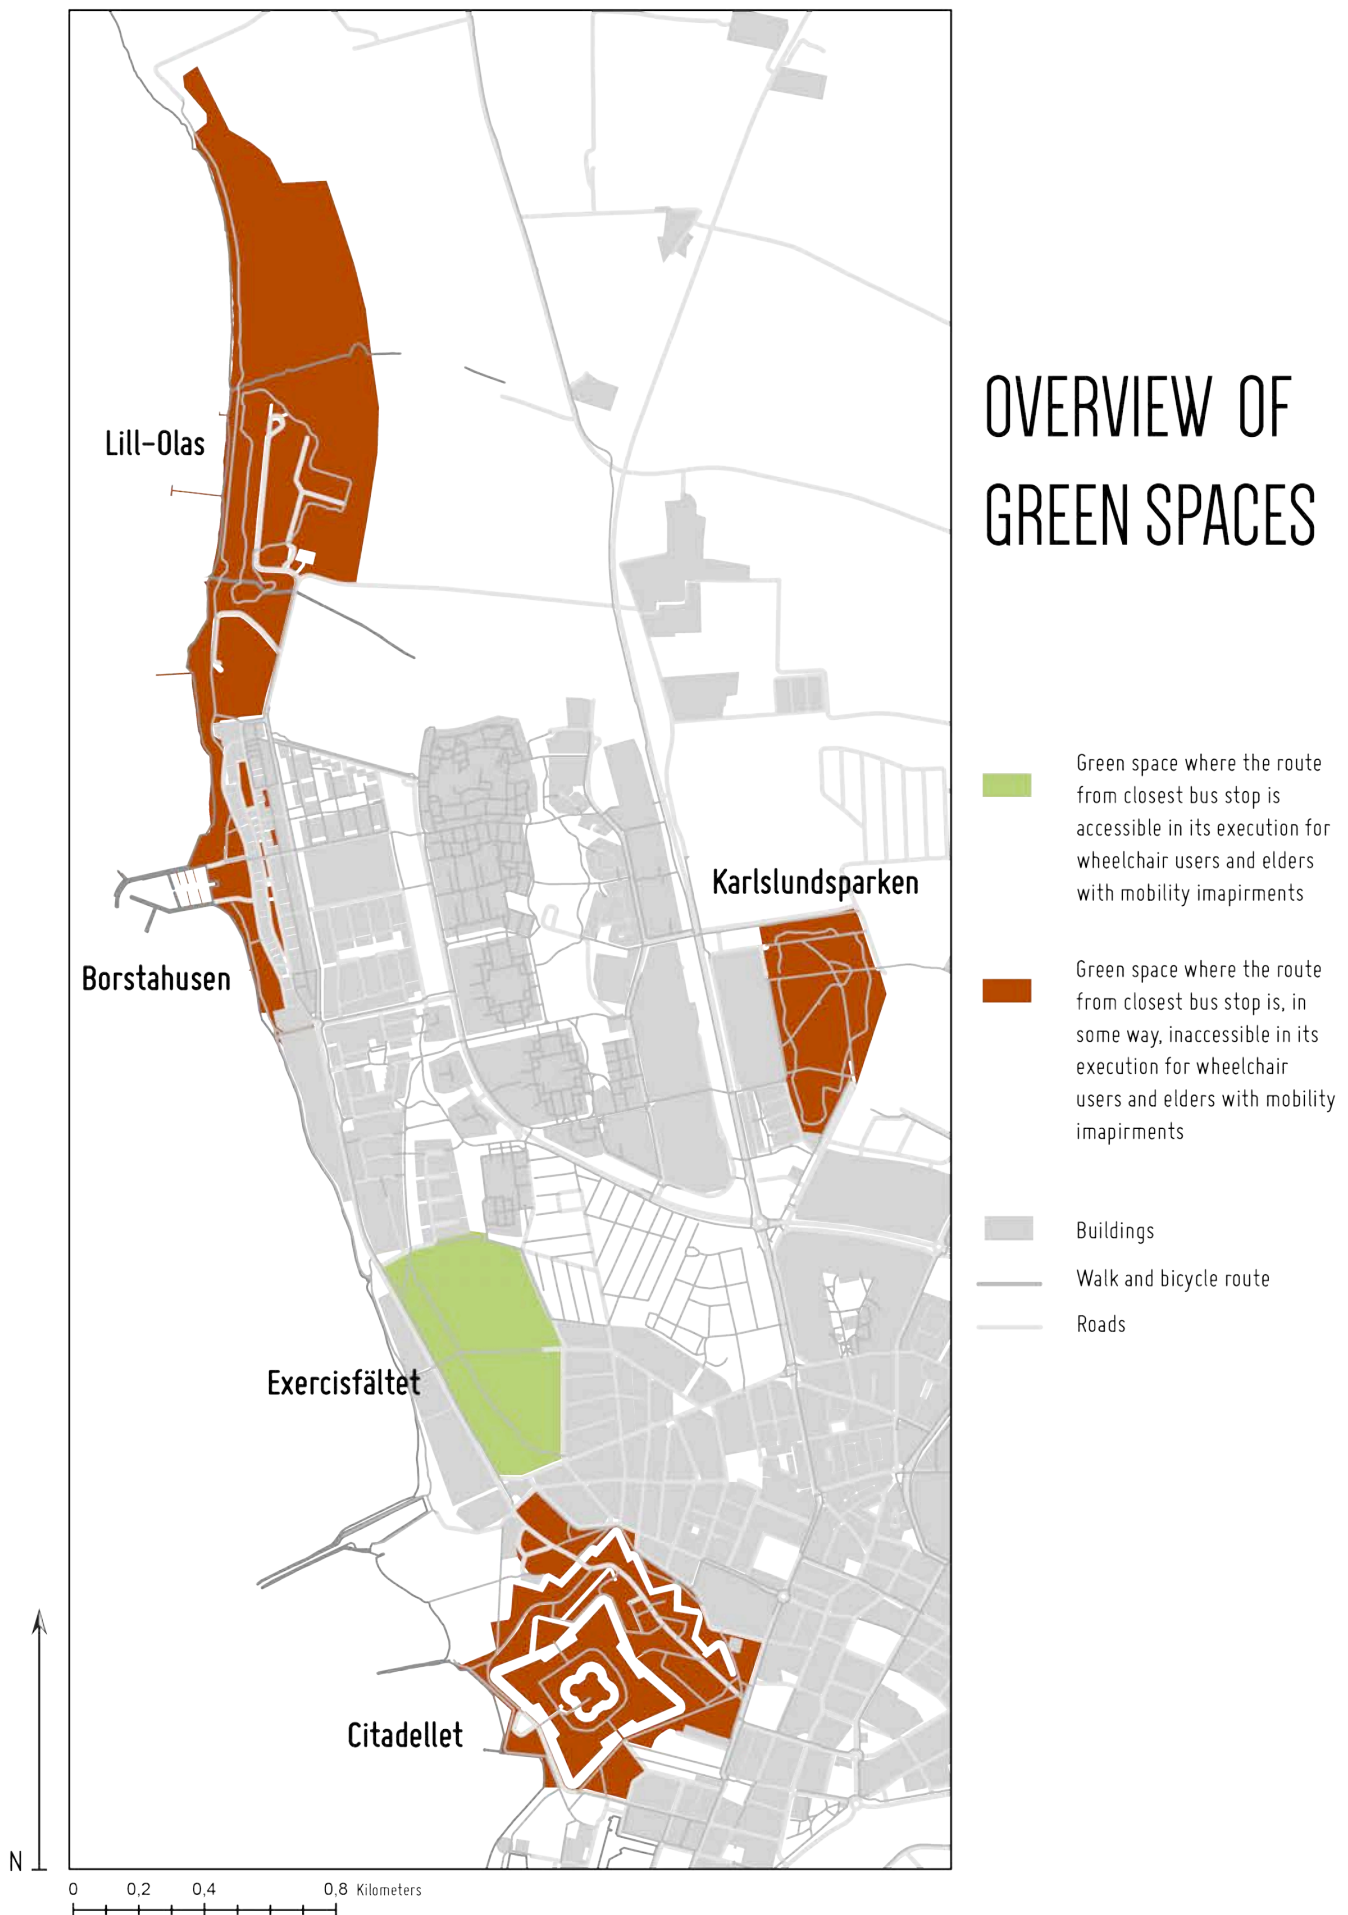 OVERVIEW OF
GREEN SPACES
Lill-Olas
Karlslundsparken
Borstahusen
Exercisfältet
Citadellet
Green space where the route
from closest bus stop is
accessible in its execution for
wheelchair users and elders
with mobility imapirments
Green space where the route
from closest bus stop is, in
some way, inaccessible in its
execution for wheelchair
users and elders with mobility
imapirments
Buildings
Walk and bicycle route
Roads
N
0 0,2 0,4 0,8 Kilometers